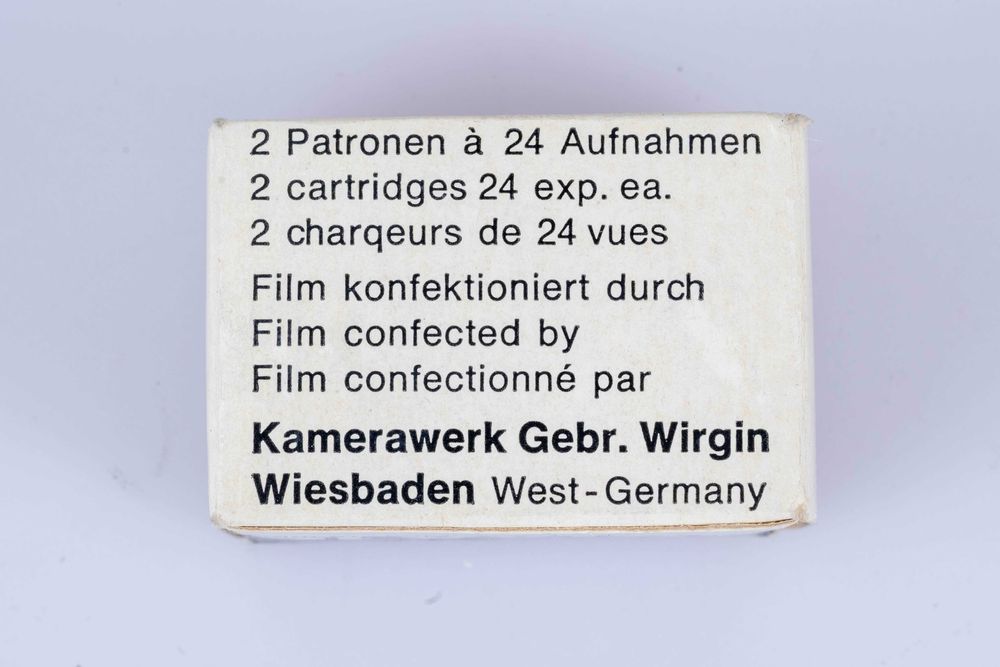 2 Patronen à 24 Aufnahmen
2 cartridges 24 exp. ea.
2 charqeurs de 24 vues
Film konfektioniert durch
Film confected by
Film confectionné par
Kamerawerk Gebr. Wirgin
Wiesbaden West-Germany